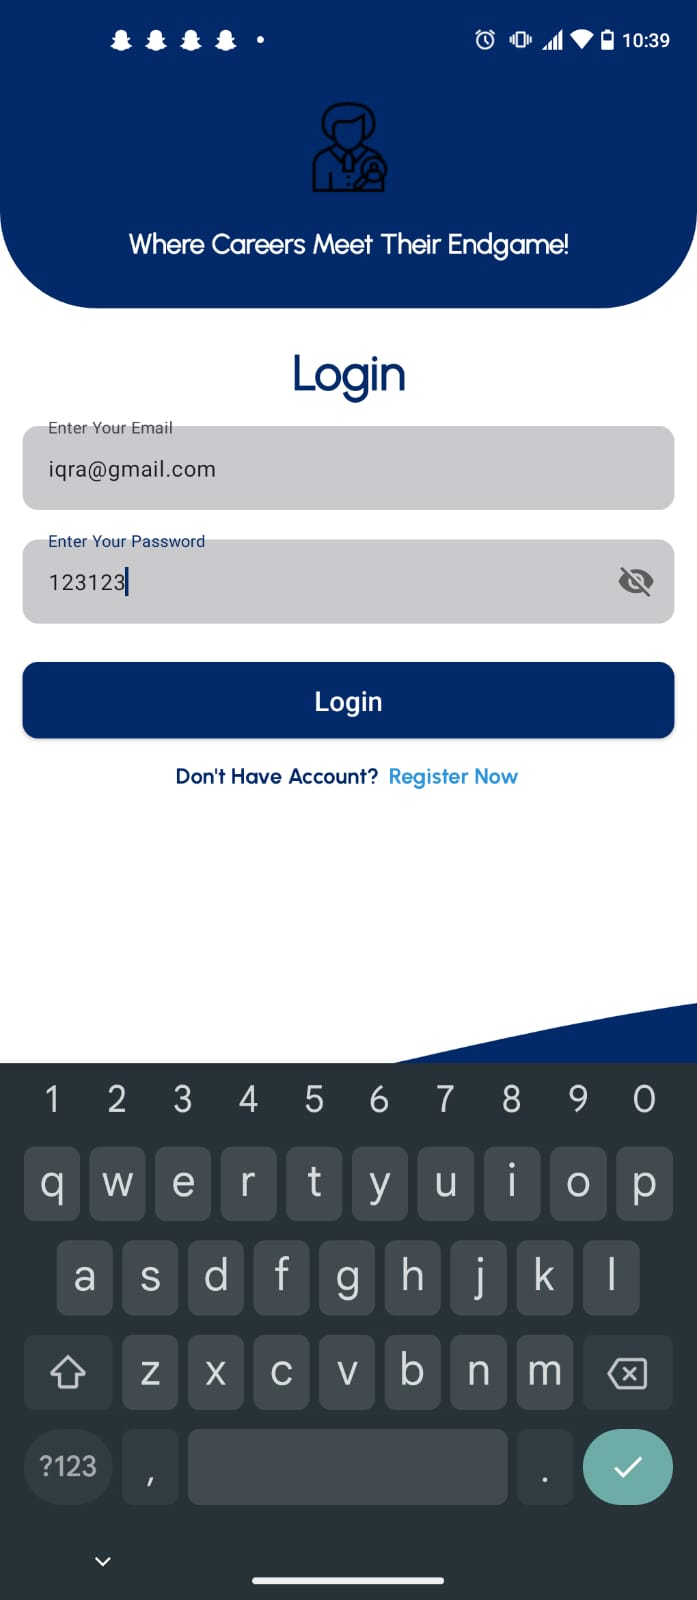 10:39
Where Careers Meet Their Endgame!
Login
Enter Your Email
iqra@gmail.com
Enter Your Password
123123
Login
Don't Have Account? Register Now
1 2 3 4 5 6 7 8 9 0
q w e r t y u i o p
a s d f g h j k l
z x c v b n m
?123 , .